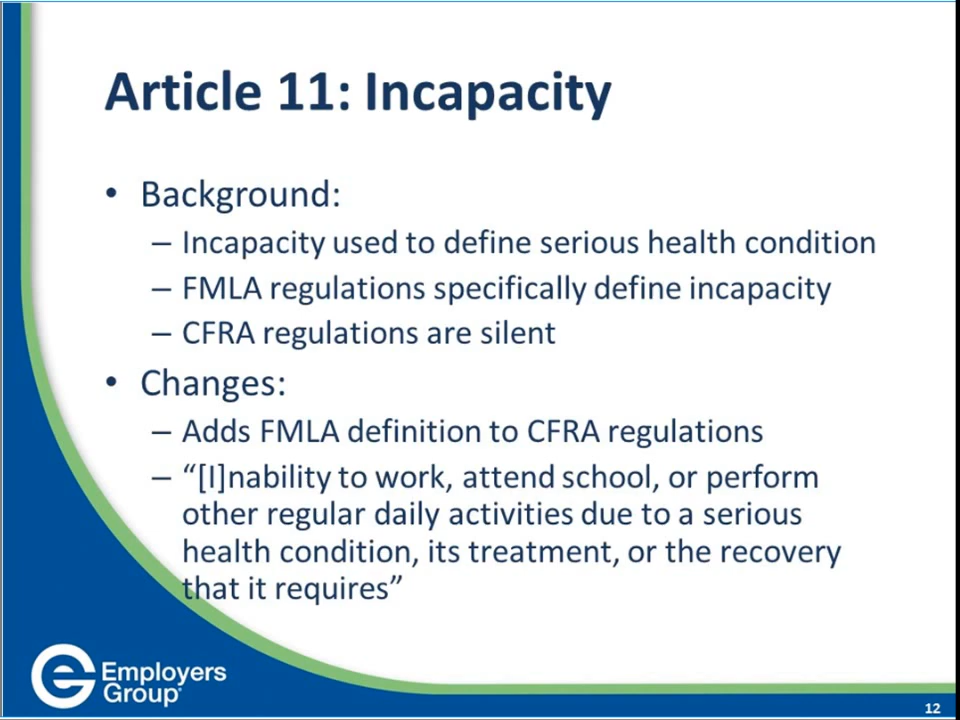 Article 11: Incapacity
• Background:
– Incapacity used to define serious health condition
– FMLA regulations specifically define incapacity
– CFRA regulations are silent
• Changes:
– Adds FMLA definition to CFRA regulations
– “[I]nability to work, attend school, or perform
other regular daily activities due to a serious
health condition, its treatment, or the recovery
that it requires”
Employers
Group
12